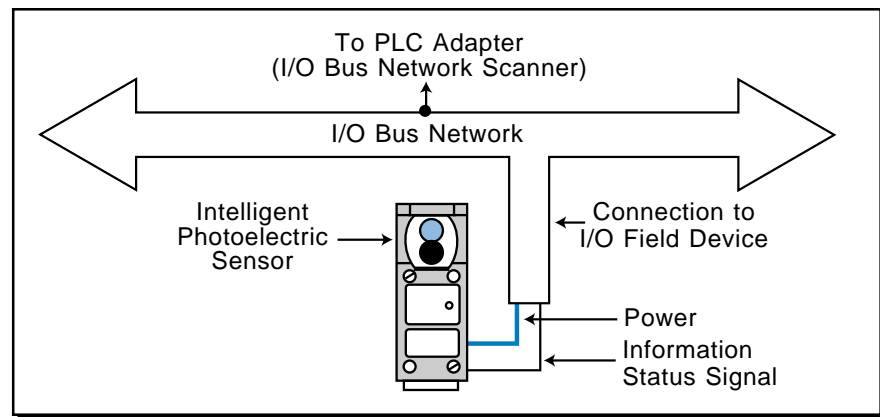 To PLC Adapter
(I/O Bus Network Scanner)
I/O Bus Network
Intelligent
Photoelectric
Sensor
Connection to
I/O Field Device
Power
Information
Status Signal